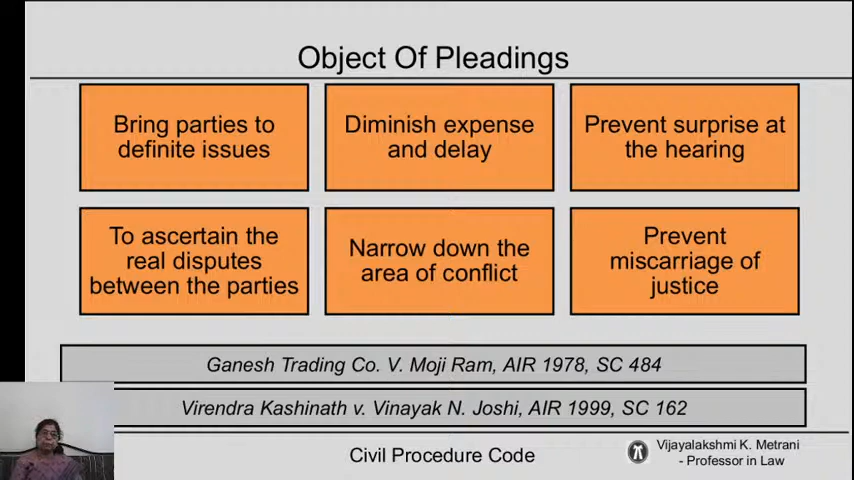 Object Of Pleadings
Bring parties to
definite issues
Diminish expense
and delay
Prevent surprise at
the hearing
To ascertain the
real disputes
between the parties
Narrow down the
area of conflict
Prevent
miscarriage of
justice
Ganesh Trading Co. V. Moji Ram, AIR 1978, SC 484
Virendra Kashinath v. Vinayak N. Joshi, AIR 1999, SC 162
Civil Procedure Code
Vijayalakshmi K. Metrani
- Professor in Law